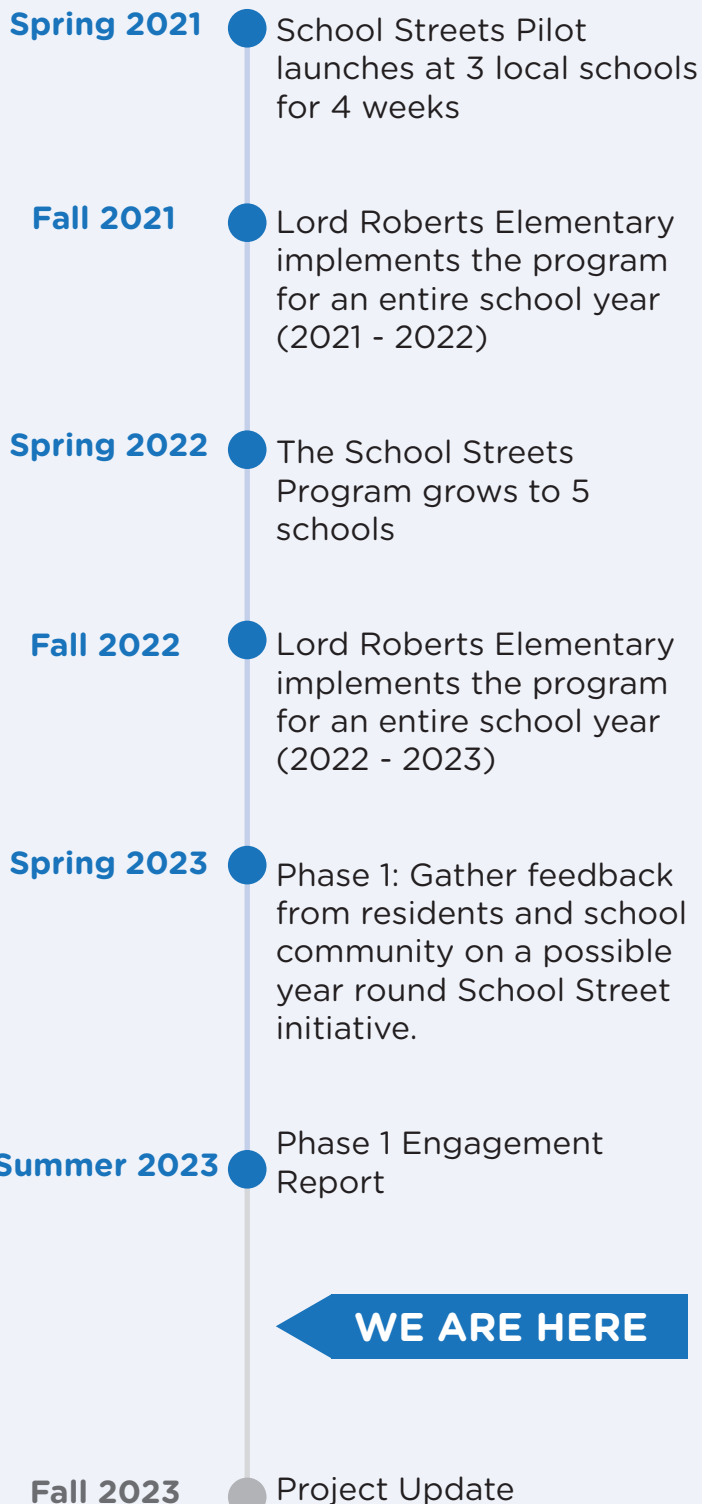 Spring 2021
School Streets Pilot
launches at 3 local schools
for 4 weeks
Fall 2021
Lord Roberts Elementary
implements the program
for an entire school year
(2021 - 2022)
Spring 2022
The School Streets
Program grows to 5
schools
Fall 2022
Lord Roberts Elementary
implements the program
for an entire school year
(2022 - 2023)
Spring 2023
Phase 1: Gather feedback
from residents and school
community on a possible
year round School Street
initiative.
Summer 2023
Phase 1 Engagement
Report
WE ARE HERE
Fall 2023
Project Update